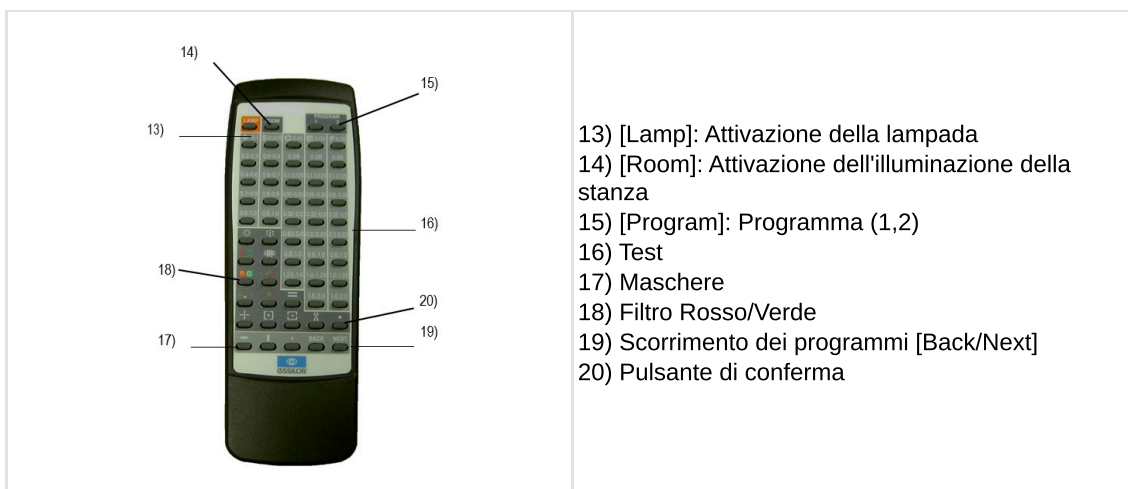 14)
15)
13)
LAMP
ROOM
PROGRAM
16)
18)
R G
20)
19)
17)
BACK
NEXT
ESSILOR
13) [Lamp]: Attivazione della lampada
14) [Room]: Attivazione dell'illuminazione della
stanza
15) [Program]: Programma (1,2)
16) Test
17) Maschere
18) Filtro Rosso/Verde
19) Scorrimento dei programmi [Back/Next]
20) Pulsante di conferma